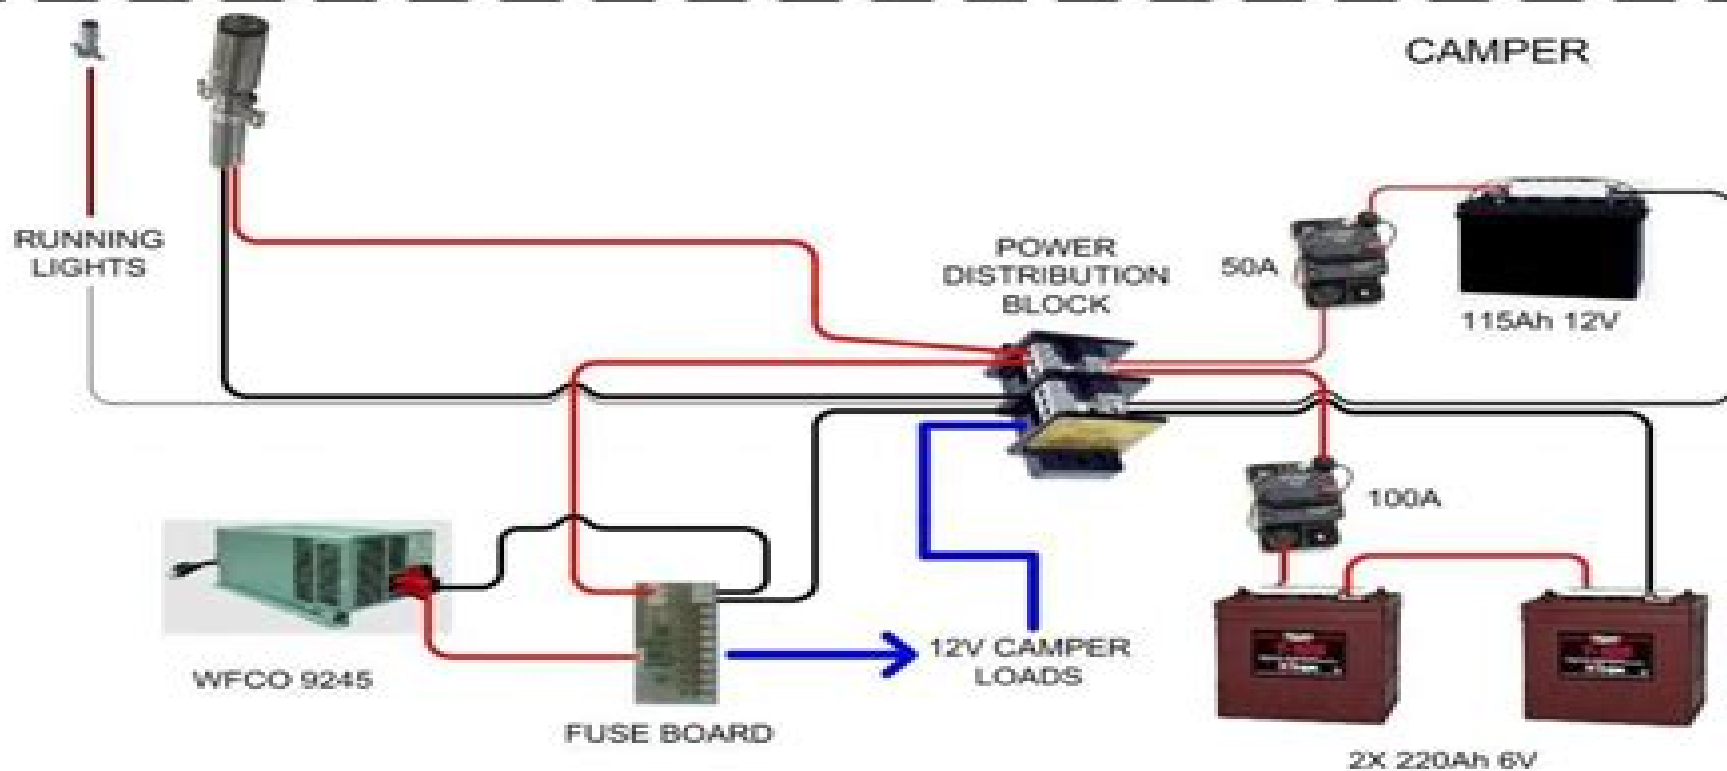 CAMPER
RUNNING
LIGHTS
POWER
DISTRIBUTION
BLOCK
50A
115Ah 12V
100A
WFCO 9245
12V CAMPER
LOADS
FUSE BOARD
2X 220Ah 6V